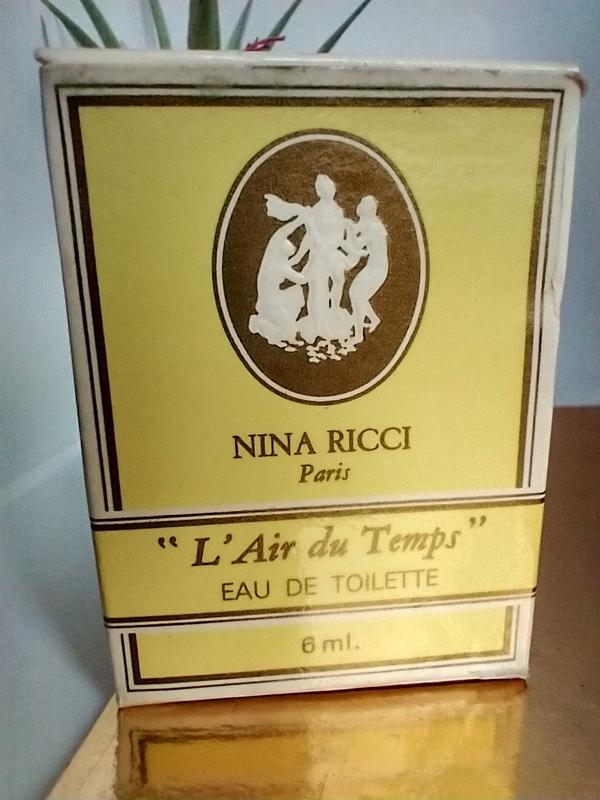 NINA RICCI
Paris
“L’Air du Temps”
EAU DE TOILETTE
6 ml.